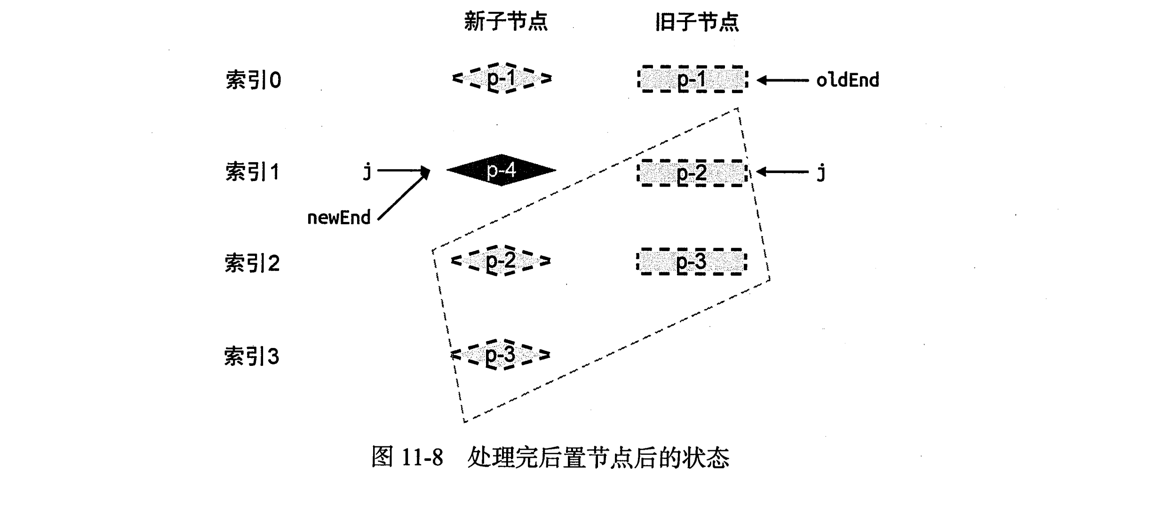 新子节点 旧子节点
索引0 p-1 p-1 oldEnd
索引1 j p-4 p-2 j
newEnd
索引2 p-2 p-3
索引3 p-3
图 11-8 处理完后置节点后的状态